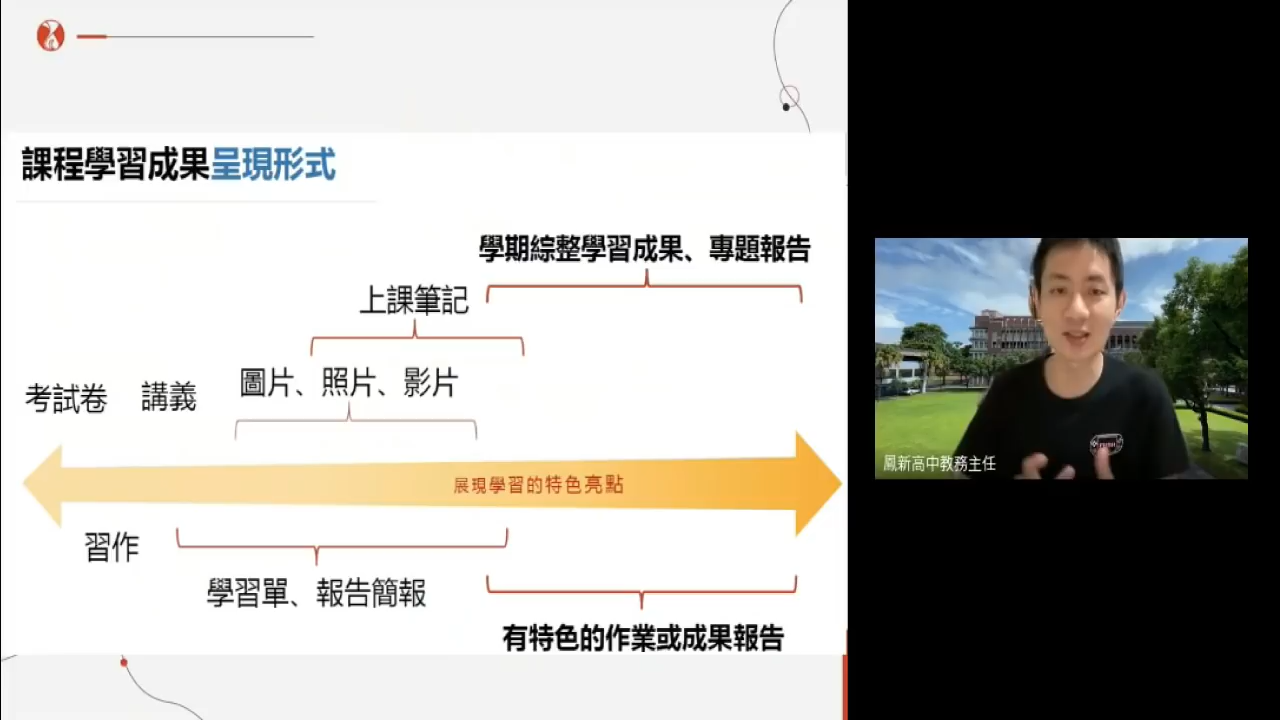 課程學習成果呈現形式
學期綜整學習成果、專題報告
上課筆記
圖片、照片、影片
考試卷 講義
展現學習的特色亮點
習作
學習單、報告簡報
有特色的作業或成果報告
鳳新高中教務主任